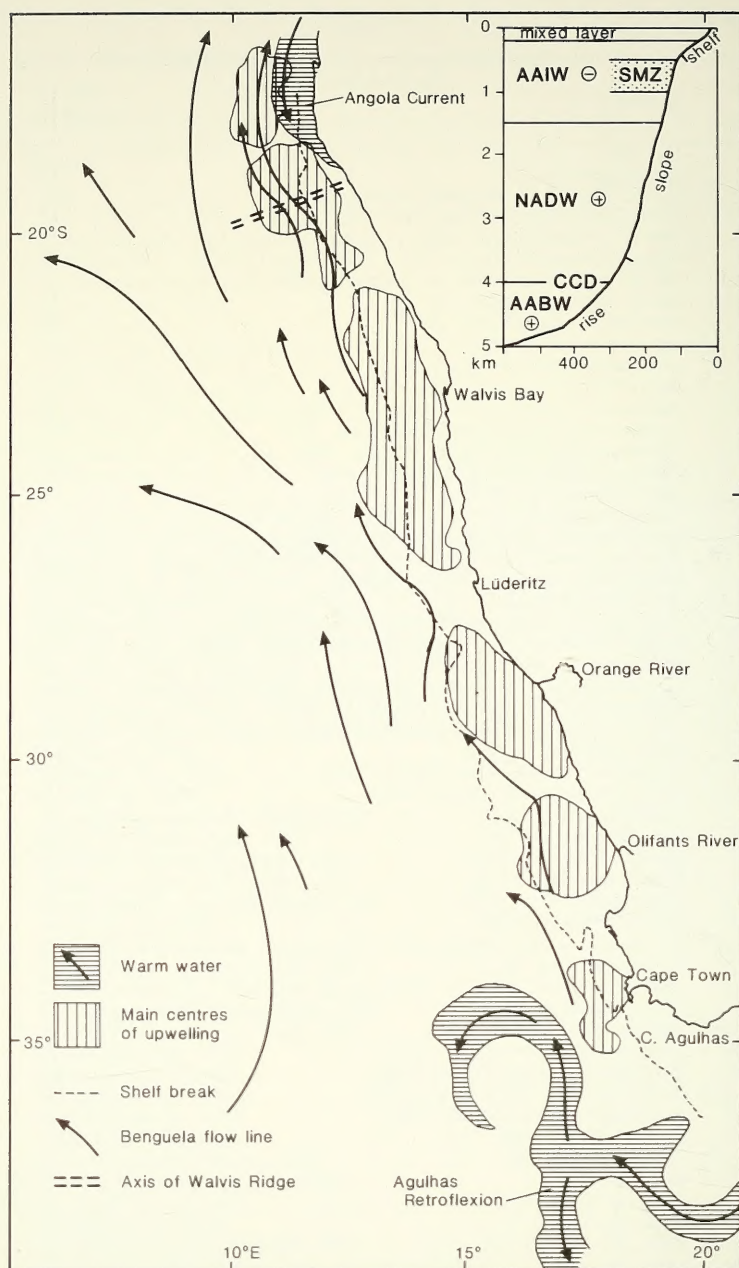 Angola Current
20°S
Walvis Bay
25°
Lüderitz
Orange River
30°
Olifants River
Cape Town
C. Agulhas
35°
Warm water
Main centres
of upwelling
Shelf break
Benguela flow line
Axis of Walvis Ridge
Agulhas
Retroflexion
10°E
15°
20°
mixed layer
shelf
AAIW ⊖
SMZ
NADW ⊕
slope
CCD
AABW
⊕
rise
0
1
2
3
4
5
km
400
200
0